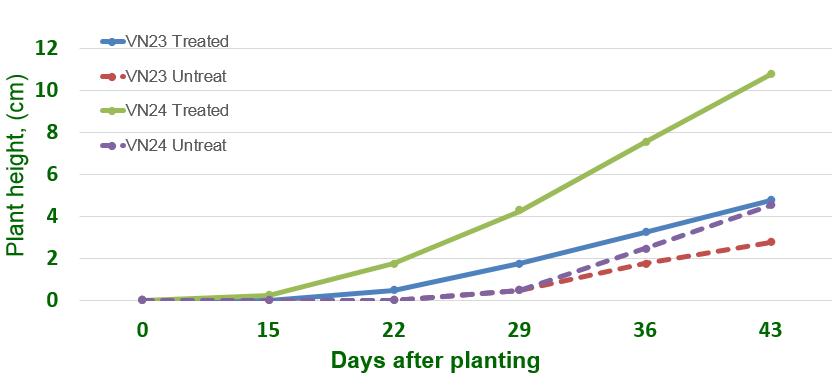 VN23 Treated
VN23 Untreat
VN24 Treated
VN24 Untreat
Plant height, (cm)
12
10
8
6
4
2
0
0 15 22 29 36 43
Days after planting